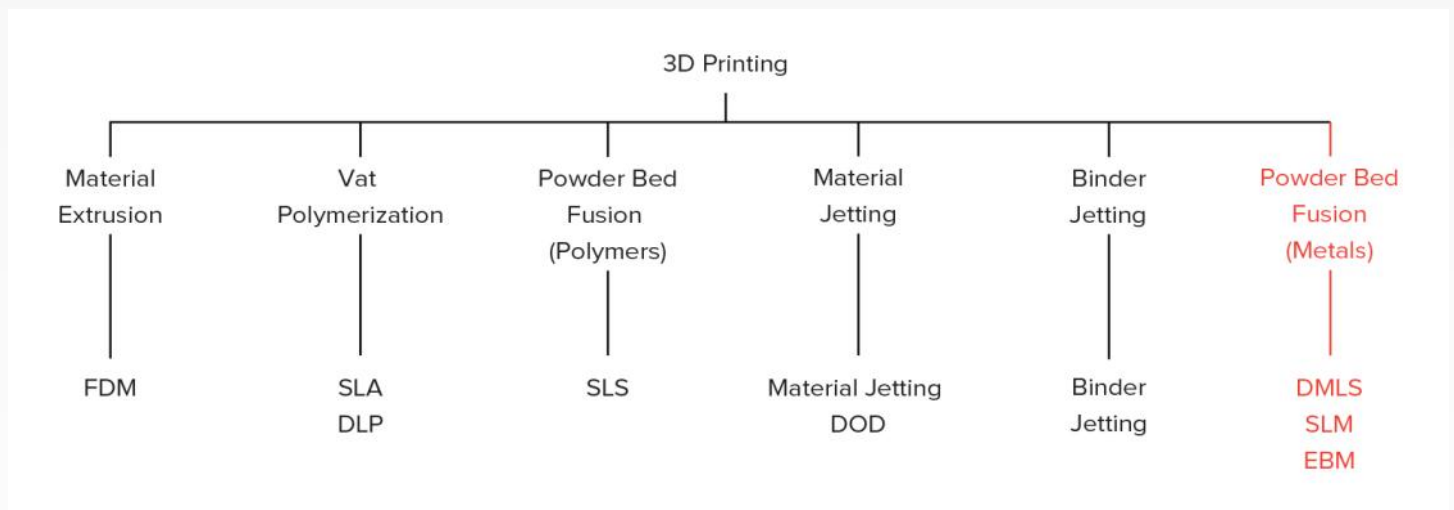 3D Printing
Material
Extrusion
Vat
Polymerization
Powder Bed
Fusion
(Polymers)
Material
Jetting
Binder
Jetting
Powder Bed
Fusion
(Metals)
FDM
SLA
DLP
SLS
Material Jetting
DOD
Binder
Jetting
DMLS
SLM
EBM